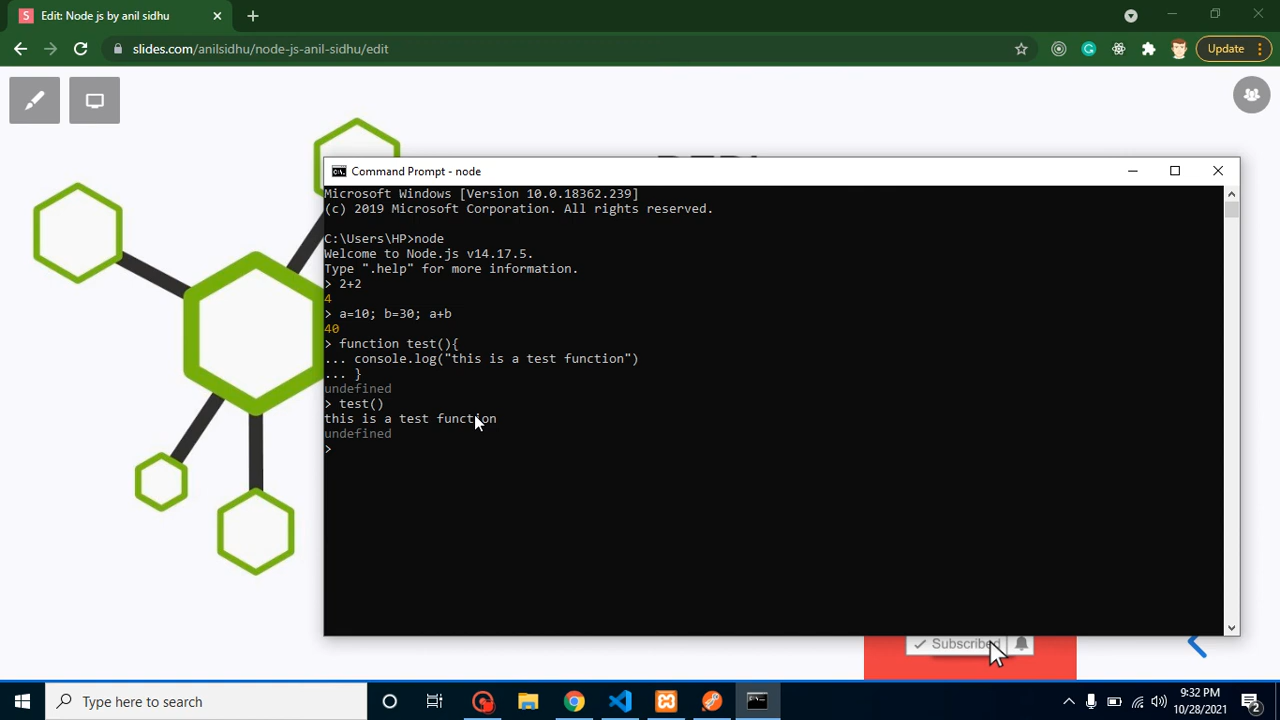 Edit: Node js by anil sidhu
slides.com/anilsidhu/node-js-anil-sidhu/edit
Update
Command Prompt - node
Microsoft Windows [Version 10.0.18362.239]
(c) 2019 Microsoft Corporation. All rights reserved.
C:\Users\HP>node
Welcome to Node.js v14.17.5.
Type ".help" for more information.
> 2+2
4
> a=10; b=30; a+b
40
> function test(){
... console.log("this is a test function")
... }
undefined
> test()
this is a test function
undefined
>
Subscribed
Type here to search
9:32 PM
10/28/2021
2